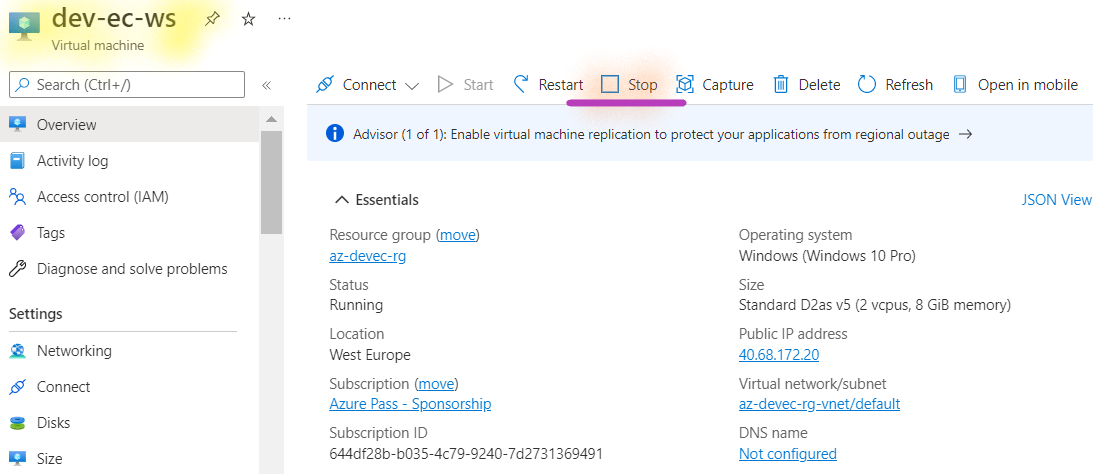 dev-ec-ws
Virtual machine
Search (Ctrl+/)
Overview
Activity log
Access control (IAM)
Tags
Diagnose and solve problems
Settings
Networking
Connect
Disks
Size
Connect Start Restart Stop Capture Delete Refresh Open in mobile
Advisor (1 of 1): Enable virtual machine replication to protect your applications from regional outage →
Essentials
JSON View
Resource group (move)
az-devec-rg
Status
Running
Location
West Europe
Subscription (move)
Azure Pass - Sponsorship
Subscription ID
644df28b-b035-4c79-9240-7d2731369491
Operating system
Windows (Windows 10 Pro)
Size
Standard D2as v5 (2 vcpus, 8 GiB memory)
Public IP address
40.68.172.20
Virtual network/subnet
az-devec-rg-vnet/default
DNS name
Not configured